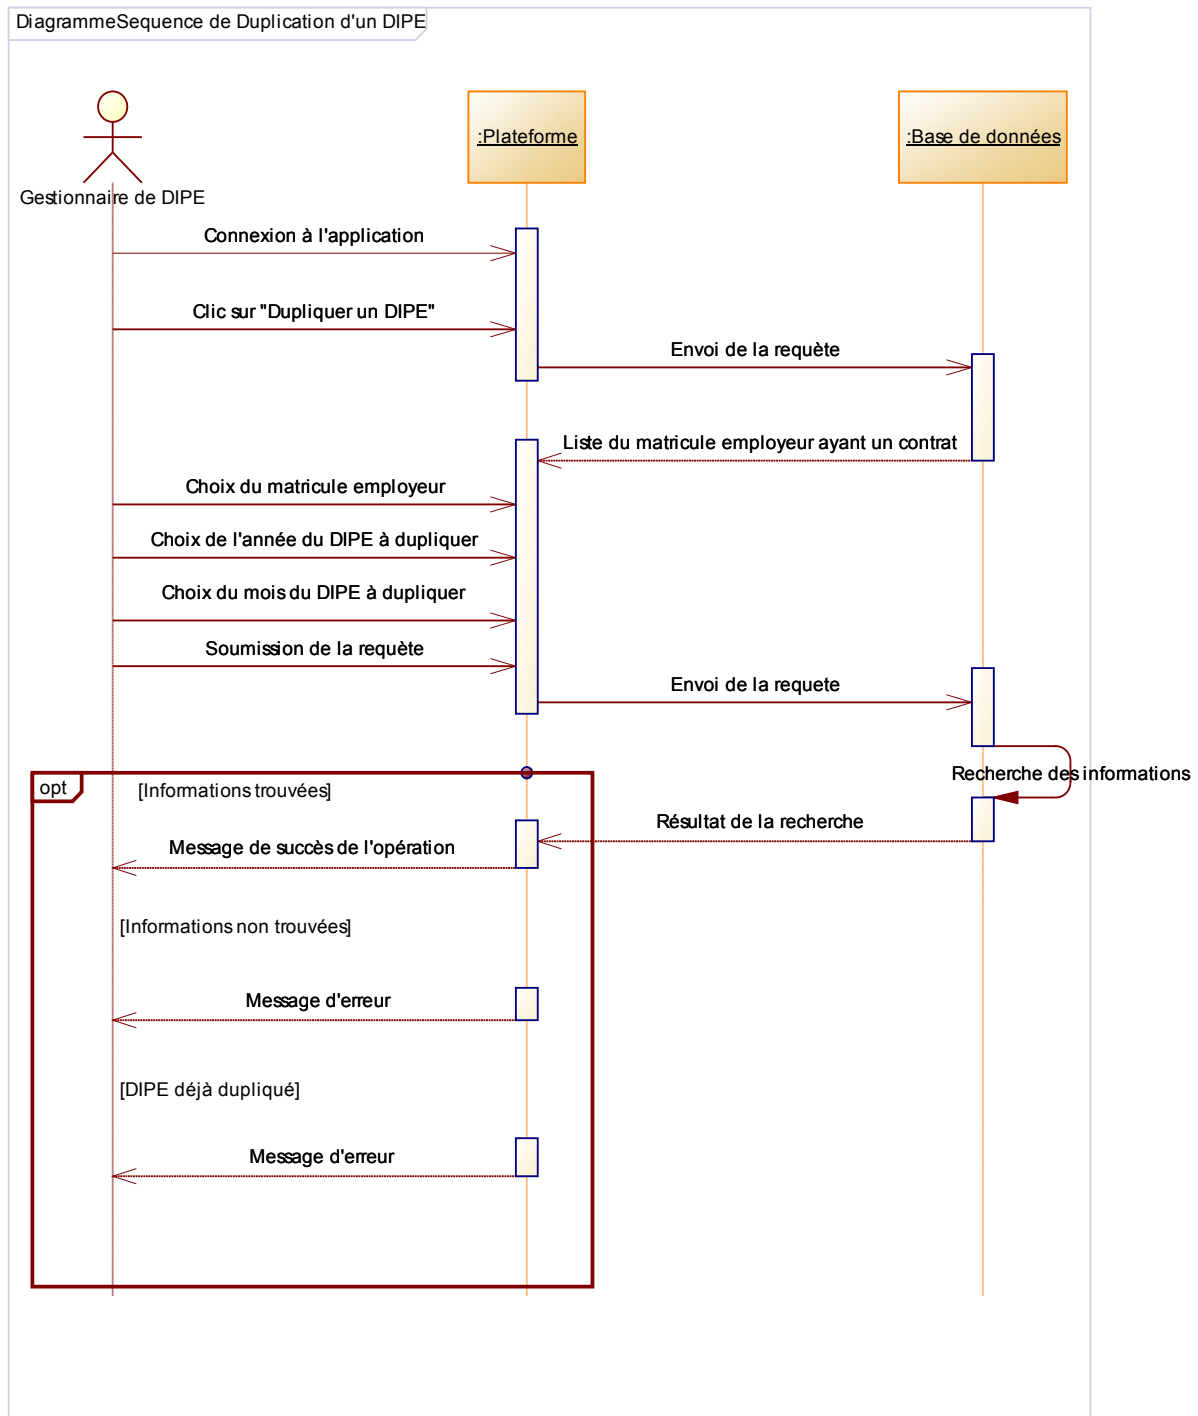 DiagrammeSequence de Duplication d'un DIPE
:Plateforme
:Base de données
Gestionnaire de DIPE
Connexion à l'application
Clic sur "Dupliquer un DIPE"
Envoi de la requète
Liste du matricule employeur ayant un contrat
Choix du matricule employeur
Choix de l'année du DIPE à dupliquer
Choix du mois du DIPE à dupliquer
Soumission de la requète
Envoi de la requete
Recherche des informations
opt
[Informations trouvées]
Résultat de la recherche
Message de succès de l'opération
[Informations non trouvées]
Message d'erreur
[DIPE déjà dupliqué]
Message d'erreur